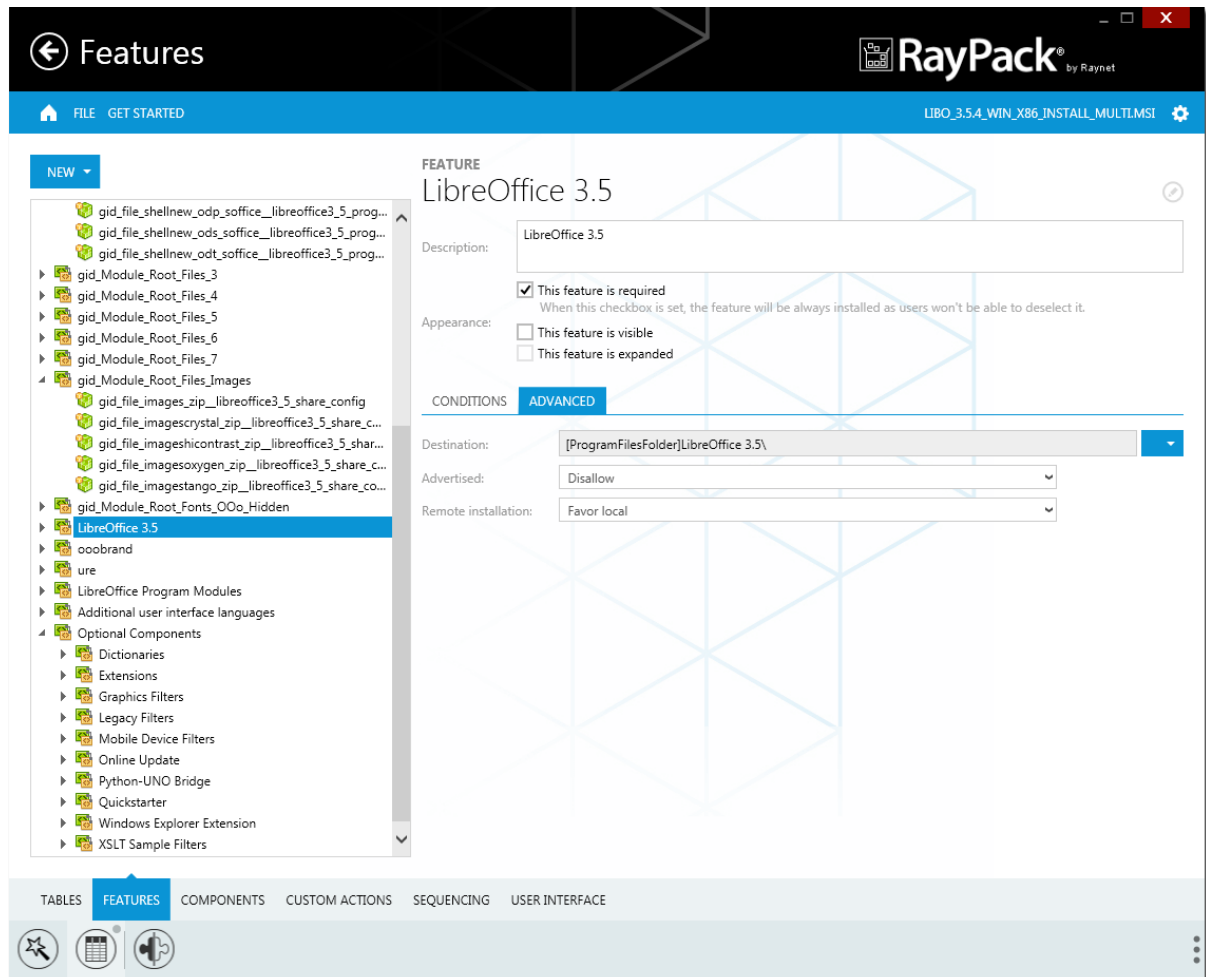 Features
RayPack® by Raynet
FILE GET STARTED
LIBO_3.5.4_WIN_X86_INSTALL_MULTI.MSI
NEW
gid_file_shellnew_odp_soffice__libreoffice3_5_prog...
gid_file_shellnew_ods_soffice__libreoffice3_5_prog...
gid_file_shellnew_odt_soffice__libreoffice3_5_prog...
gid_Module_Root_Files_3
gid_Module_Root_Files_4
gid_Module_Root_Files_5
gid_Module_Root_Files_6
gid_Module_Root_Files_7
gid_Module_Root_Files_Images
gid_file_images_zip__libreoffice3_5_share_config
gid_file_imagescrystal_zip__libreoffice3_5_share_c...
gid_file_imageshicontrast_zip__libreoffice3_5_shar...
gid_file_imagesoxygen_zip__libreoffice3_5_share_c...
gid_file_imagestango_zip__libreoffice3_5_share_co...
gid_Module_Root_Fonts_OOo_Hidden
LibreOffice 3.5
ooobrand
ure
LibreOffice Program Modules
Additional user interface languages
Optional Components
Dictionaries
Extensions
Graphics Filters
Legacy Filters
Mobile Device Filters
Online Update
Python-UNO Bridge
Quickstarter
Windows Explorer Extension
XSLT Sample Filters
FEATURE
LibreOffice 3.5
Description:
LibreOffice 3.5
Appearance:
This feature is required
When this checkbox is set, the feature will be always installed as users won't be able to deselect it.
This feature is visible
This feature is expanded
CONDITIONS ADVANCED
Destination: [ProgramFilesFolder]LibreOffice 3.5\
Advertised: Disallow
Remote installation: Favor local
TABLES FEATURES COMPONENTS CUSTOM ACTIONS SEQUENCING USER INTERFACE